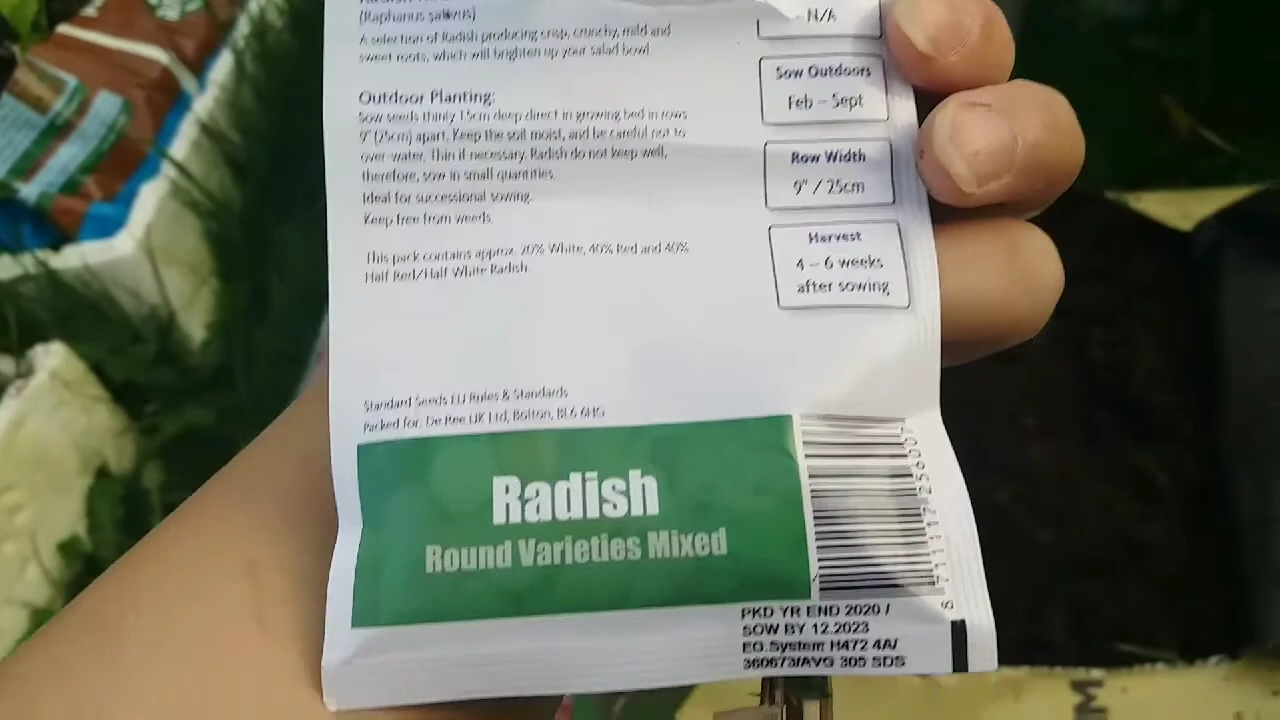 (Raphanus sativus)
A selection of Radish producing crisp, crunchy, mild and
sweet roots, which will brighten up your salad bowl.
Outdoor Planting:
Sow seeds thinly 1.5cm deep direct in growing bed in rows
9" (25cm) apart. Keep the soil moist, and be careful not to
over-water. Thin if necessary. Radish do not keep well,
therefore, sow in small quantities.
Ideal for successional sowing.
Keep free from weeds.
This pack contains approx. 20% White, 40% Red and 40%
Half Red/Half White Radish.
N/A
Sow Outdoors
Feb – Sept
Row Width
9" / 25cm
Harvest
4 – 6 weeks
after sowing
Standard Seeds EU Rules & Standards
Packed for: De Ree UK Ltd, Bolton, BL6 6HG
Radish
Round Varieties Mixed
8 711117 256007
PKD YR END 2020 /
SOW BY 12.2023
EG.System H472 4A/
360673/AVG 305 SDS